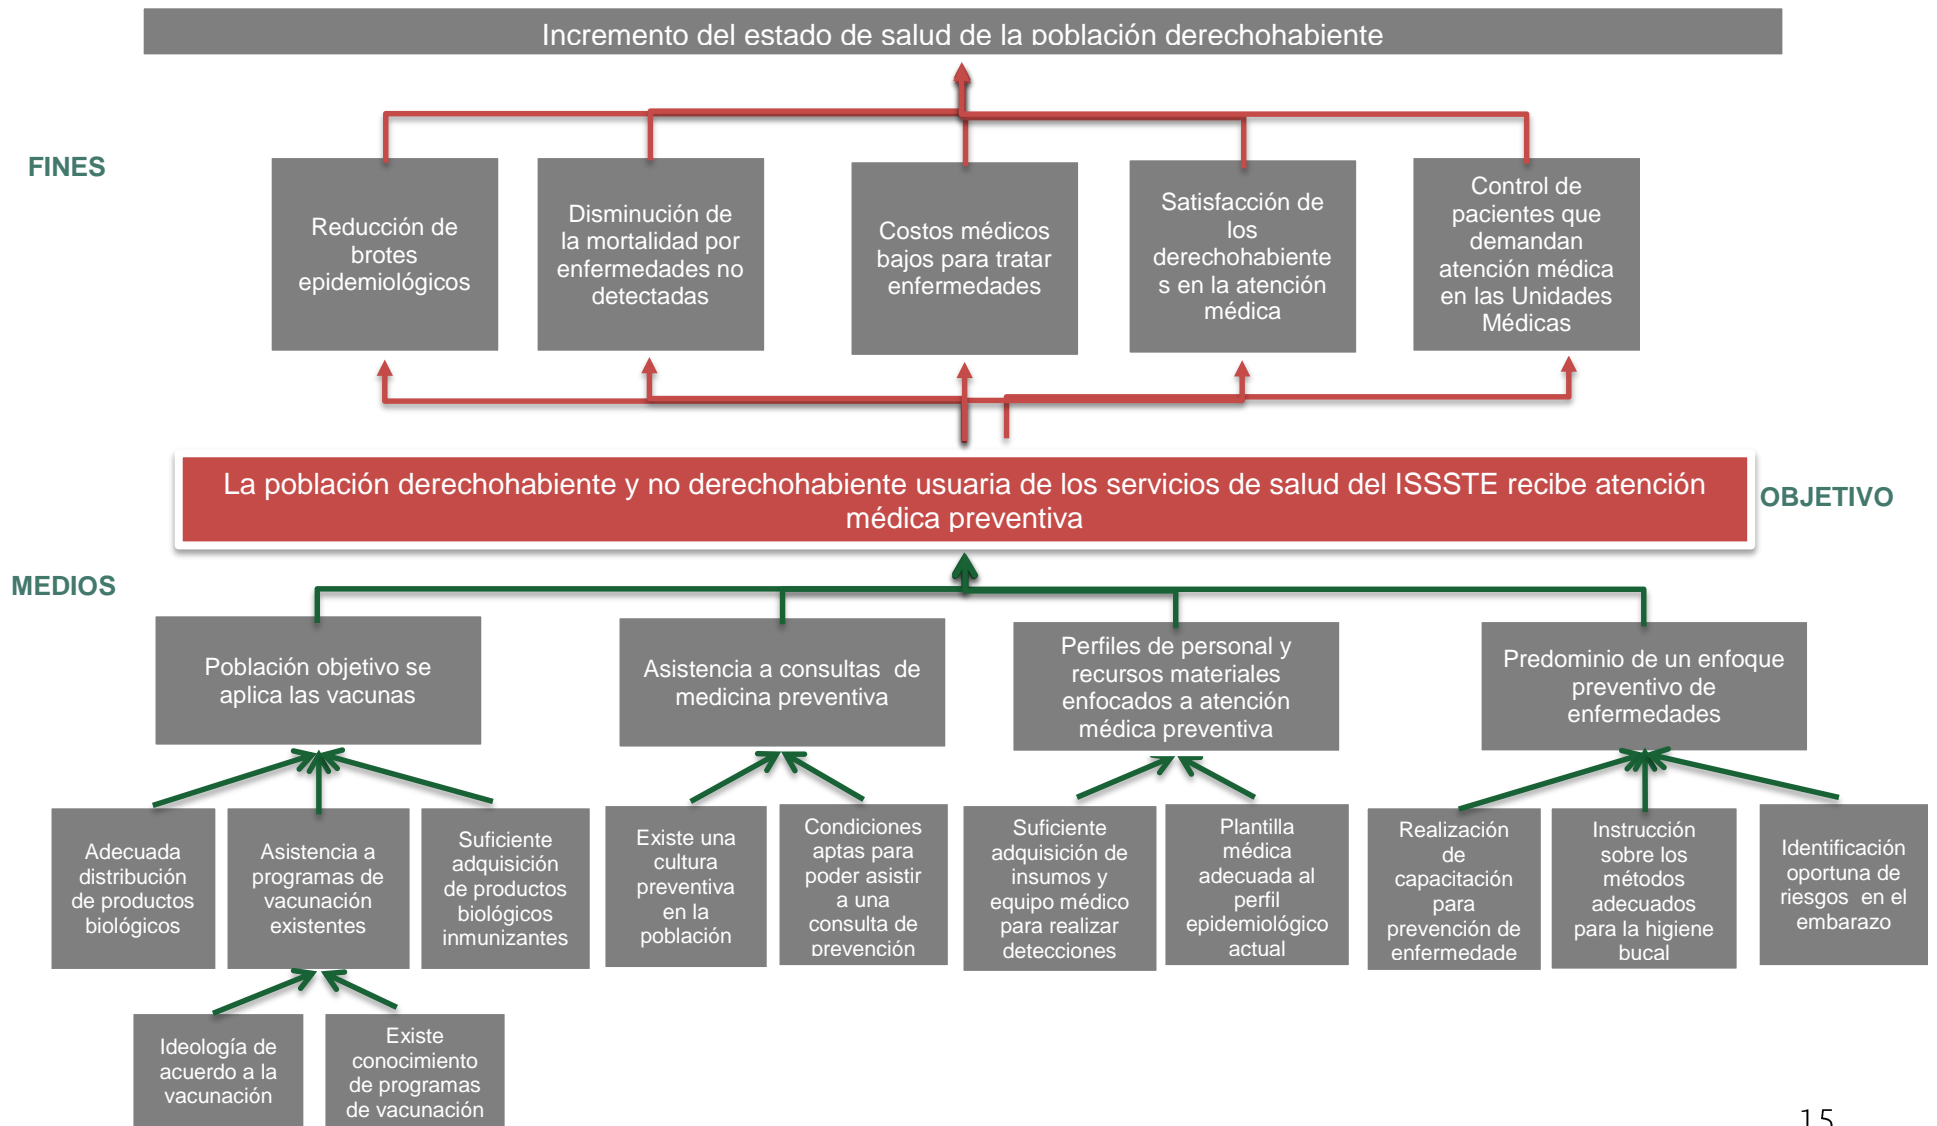 Incremento del estado de salud de la población derechohabiente
FINES
Reducción de
brotes
epidemiológicos
Disminución de
la mortalidad por
enfermedades no
detectadas
Costos médicos
bajos para tratar
enfermedades
Satisfacción de
los
derechohabiente
s en la atención
médica
Control de
pacientes que
demandan
atención médica
en las Unidades
Médicas
La población derechohabiente y no derechohabiente usuaria de los servicios de salud del ISSSTE recibe atención
médica preventiva
OBJETIVO
MEDIOS
Población objetivo se
aplica las vacunas
Asistencia a consultas  de
medicina preventiva
Perfiles de personal y
recursos materiales
enfocados a atención
médica preventiva
Predominio de un enfoque
preventivo de
enfermedades
Adecuada
distribución
de productos
biológicos
Asistencia a
programas de
vacunación
existentes
Suficiente
adquisición
de productos
biológicos
inmunizantes
Existe una
cultura
preventiva
en la
población
Condiciones
aptas para
poder asistir
a una
consulta de
prevención
Suficiente
adquisición de
insumos y
equipo médico
para realizar
detecciones
Plantilla
médica
adecuada al
perfil
epidemiológico
actual
Realización
de
capacitación
para
prevención de
enfermedade
Instrucción
sobre los
métodos
adecuados
para la higiene
bucal
Identificación
oportuna de
riesgos  en el
embarazo
Ideología de
acuerdo a la
vacunación
Existe
conocimiento
de programas
de vacunación
15